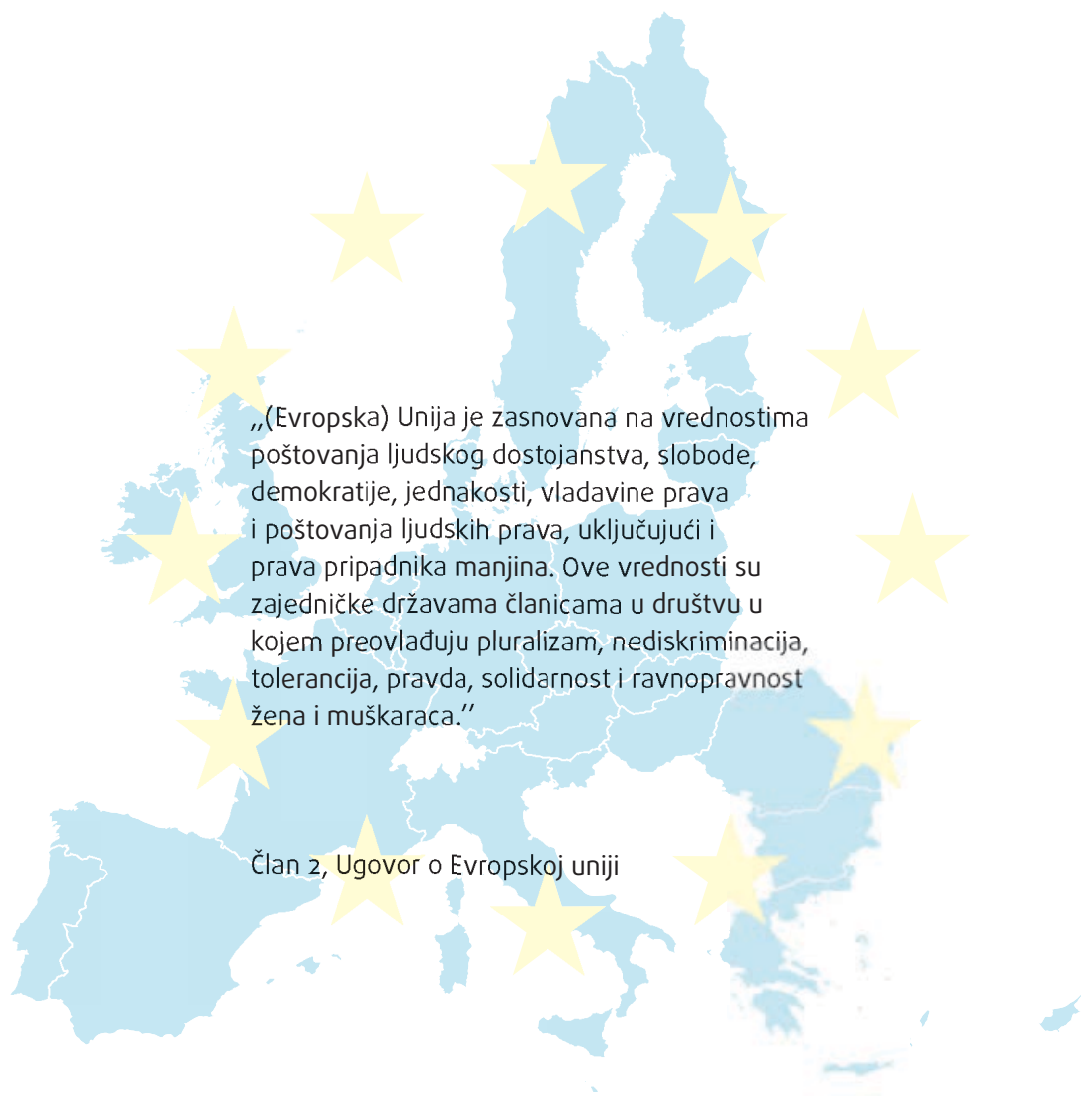 ,,(Evropska) Unija je zasnovana na vrednostima
poštovanja ljudskog dostojanstva, slobode,
demokratije, jednakosti, vladavine prava
i poštovanja ljudskih prava, uključujući i
prava pripadnika manjina. Ove vrednosti su
zajedničke državama članicama u društvu u
kojem preovlađuju pluralizam, nediskriminacija,
tolerancija, pravda, solidarnost i ravnopravnost
žena i muškaraca.’’
Član 2, Ugovor o Evropskoj uniji